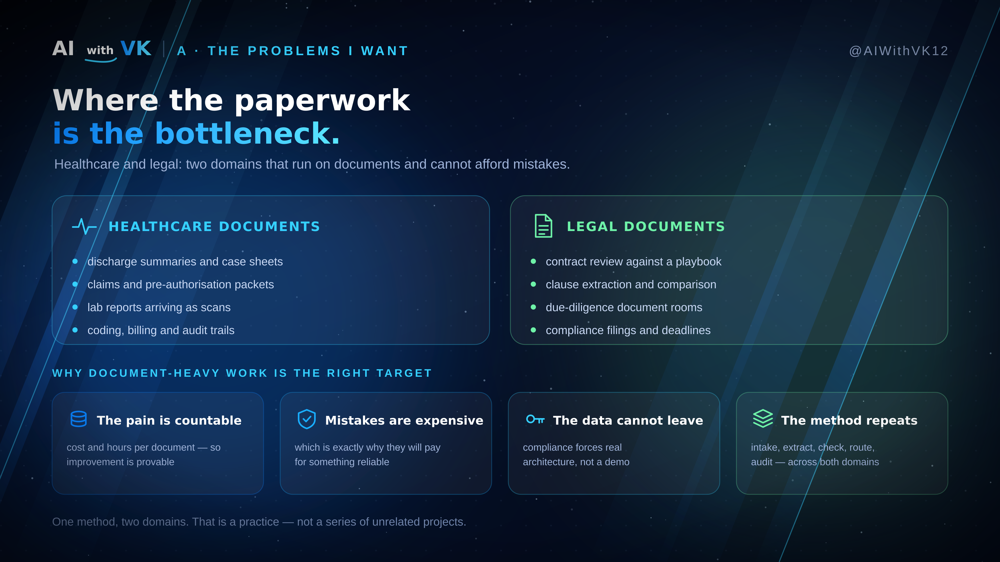 AI with VK | A · THE PROBLEMS I WANT
@AIWithVK12
Where the paperwork
is the bottleneck.
Healthcare and legal: two domains that run on documents and cannot afford mistakes.
HEALTHCARE DOCUMENTS
discharge summaries and case sheets
claims and pre-authorisation packets
lab reports arriving as scans
coding, billing and audit trails
LEGAL DOCUMENTS
contract review against a playbook
clause extraction and comparison
due-diligence document rooms
compliance filings and deadlines
WHY DOCUMENT-HEAVY WORK IS THE RIGHT TARGET
The pain is countable
cost and hours per document — so
improvement is provable
Mistakes are expensive
which is exactly why they will pay
for something reliable
The data cannot leave
compliance forces real
architecture, not a demo
The method repeats
intake, extract, check, route,
audit — across both domains
One method, two domains. That is a practice — not a series of unrelated projects.